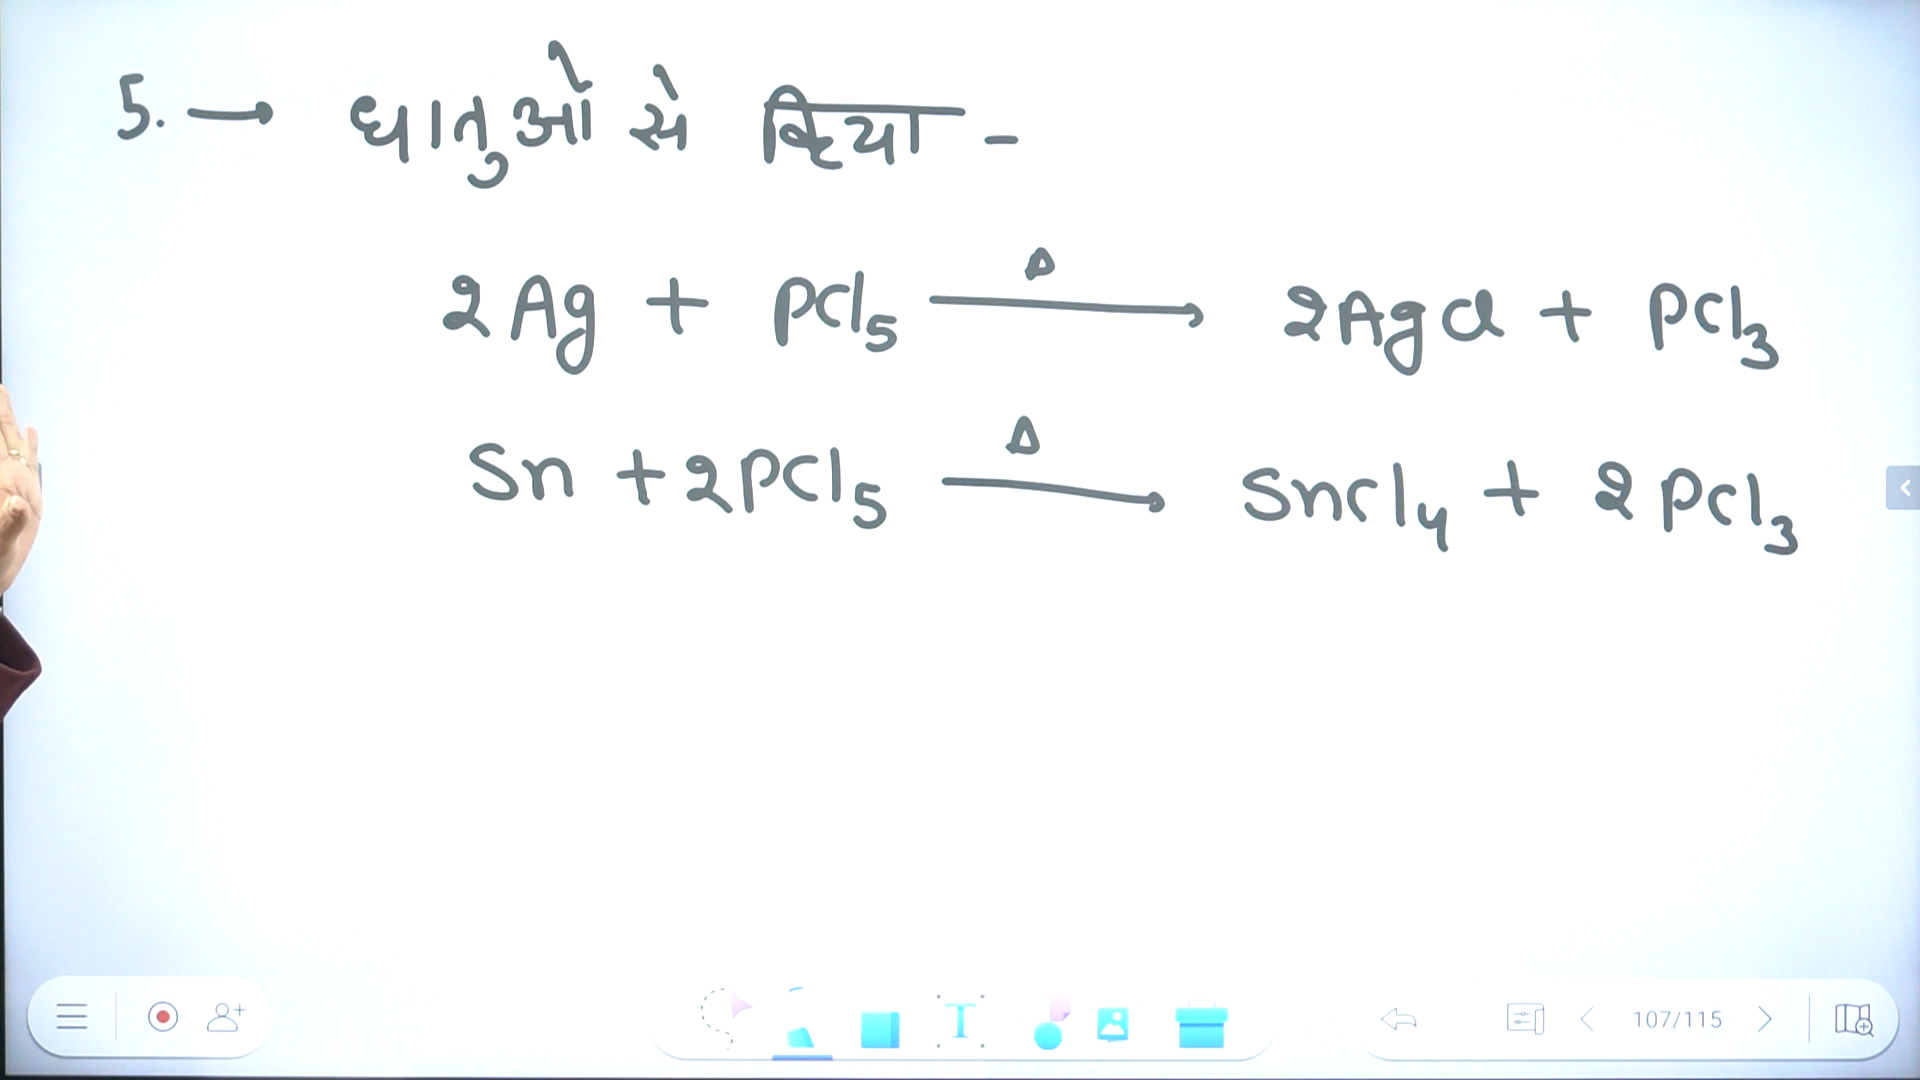 5. → धातुओं से क्रिया -
2Ag + PCl₅ —Δ→ 2AgCl + PCl₃
Sn + 2PCl₅ —Δ→ SnCl₄ + 2PCl₃
T
107/115